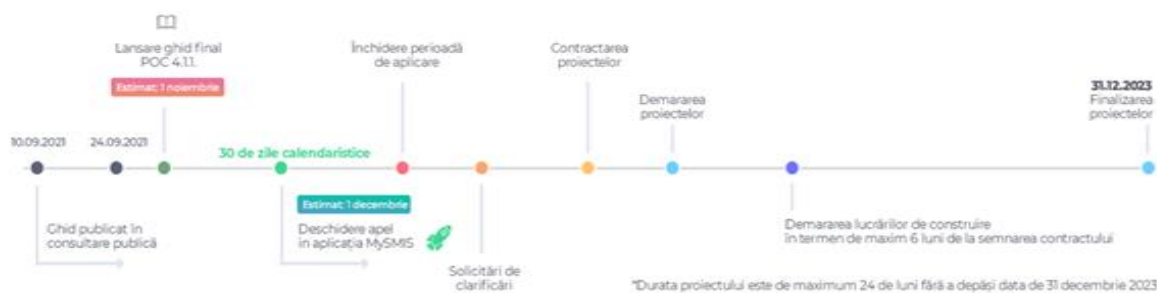 Lansare ghid final
POC 4.1.1.
Estimat: 1 noiembrie
Închidere perioadă
de aplicare
Contractarea
proiectelor
Demararea
proiectelor
31.12.2023
Finalizarea
proiectelor
10.09.2021
24.09.2021
30 de zile calendaristice
Ghid publicat în
consultare publică
Estimat: 1 decembrie
Deschidere apel
in aplicația MySMIS
Solicitări de
clarificări
Demararea lucrărilor de construire
în termen de maxim 6 luni de la semnarea contractului
*Durata proiectului este de maximum 24 de luni fără a depăși data de 31 decembrie 2023